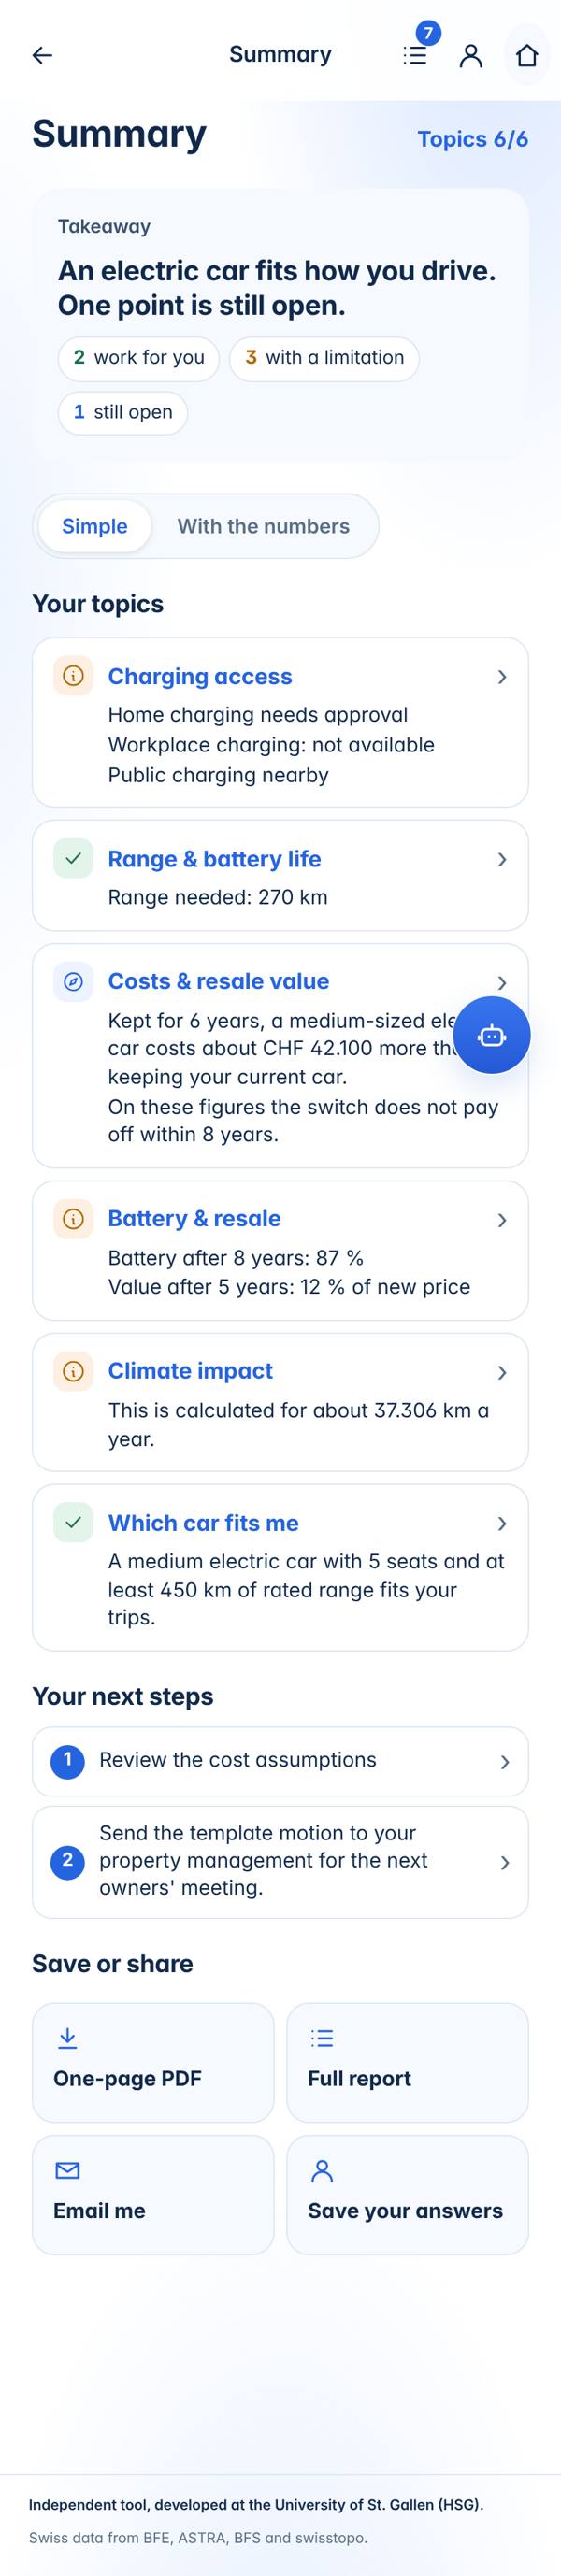 Summary
7
Summary
Topics 6/6
Takeaway
An electric car fits how you drive.
One point is still open.
2 work for you
3 with a limitation
1 still open
Simple
With the numbers
Your topics
Charging access
Home charging needs approval
Workplace charging: not available
Public charging nearby
Range & battery life
Range needed: 270 km
Costs & resale value
Kept for 6 years, a medium-sized
car costs about CHF 42.100 more
keeping your current car.
On these figures the switch does not pay
off within 8 years.
Battery & resale
Battery after 8 years: 87 %
Value after 5 years: 12 % of new price
Climate impact
This is calculated for about 37.306 km a
year.
Which car fits me
A medium electric car with 5 seats and at
least 450 km of rated range fits your
trips.
Your next steps
1 Review the cost assumptions
2 Send the template motion to your
property management for the next
owners' meeting.
Save or share
One-page PDF
Full report
Email me
Save your answers
Independent tool, developed at the University of St. Gallen (HSG).
Swiss data from BFE, ASTRA, BFS and swisstopo.